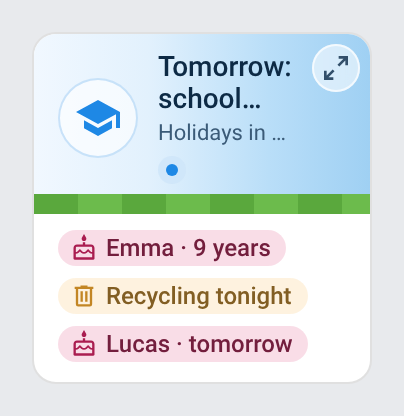 Tomorrow:
school…
Holidays in …
Emma · 9 years
Recycling tonight
Lucas · tomorrow